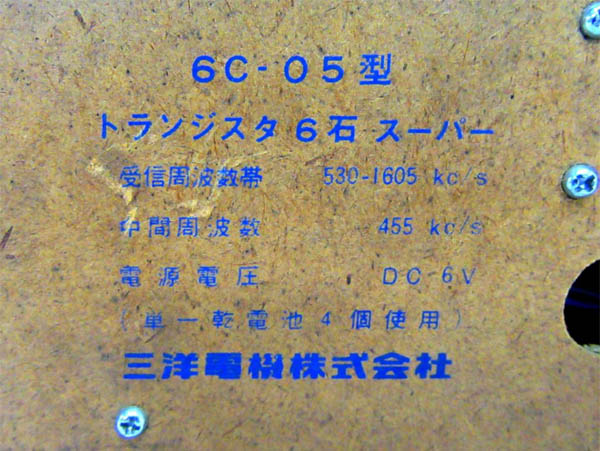 6C-05型
トランジスタ 6石 スーパー
受信周波数帯 530-1605 kc/s
中間周波数 455 kc/s
電源電圧 DC 6V
(単一乾電池4個使用)
三洋電機株式会社